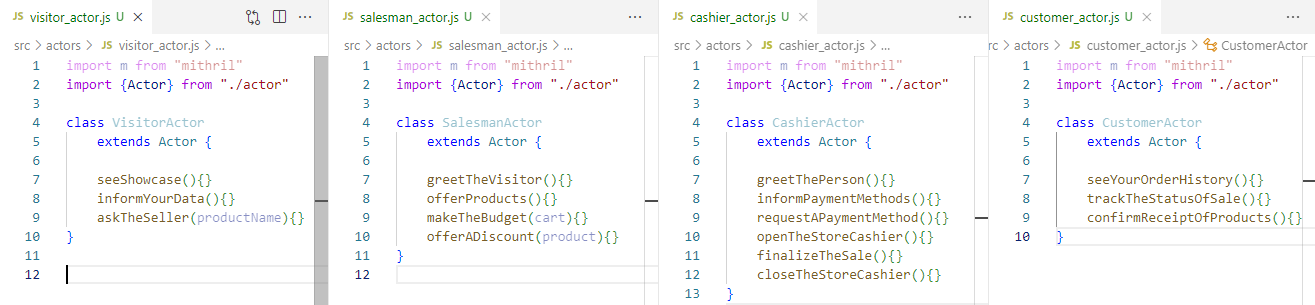 JS visitor_actor.js U
src > actors > JS visitor_actor.js > ...
1 import m from "mithril"
2 import {Actor} from "./actor"
3
4 class VisitorActor
5 extends Actor {
6
7 seeShowcase(){}
8 informYourData(){}
9 askTheSeller(productName){}
10 }
11
12
JS salesman_actor.js U
src > actors > JS salesman_actor.js > ...
1 import m from "mithril"
2 import {Actor} from "./actor"
3
4 class SalesmanActor
5 extends Actor {
6
7 greetTheVisitor(){}
8 offerProducts(){}
9 makeTheBudget(cart){}
10 offerADiscount(product){}
11 }
12
JS cashier_actor.js U
src > actors > JS cashier_actor.js > ...
1 import m from "mithril"
2 import {Actor} from "./actor"
3
4 class CashierActor
5 extends Actor {
6
7 greetThePerson(){}
8 informPaymentMethods(){}
9 requestAPaymentMethod(){}
10 openTheStoreCashier(){}
11 finalizeTheSale(){}
12 closeTheStoreCashier(){}
13 }
JS customer_actor.js U
src > actors > JS customer_actor.js > CustomerActor
1 import m from "mithril"
2 import {Actor} from "./actor"
3
4 class CustomerActor
5 extends Actor {
6
7 seeYourOrderHistory(){}
8 trackTheStatusOfSale(){}
9 confirmReceiptOfProducts(){}
10 }